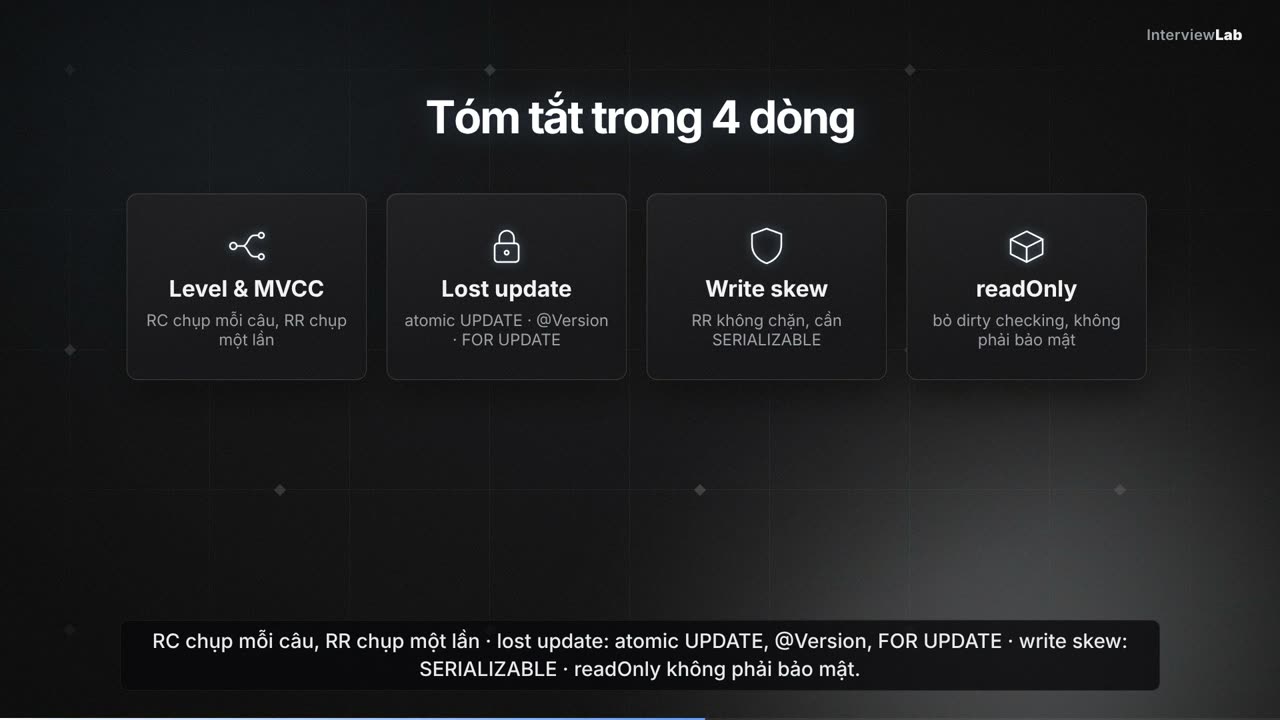 InterviewLab
Tóm tắt trong 4 dòng
Level & MVCC
RC chụp mỗi câu, RR chụp
một lần
Lost update
atomic UPDATE · @Version
· FOR UPDATE
Write skew
RR không chặn, cần
SERIALIZABLE
readOnly
bỏ dirty checking, không
phải bảo mật
RC chụp mỗi câu, RR chụp một lần · lost update: atomic UPDATE, @Version, FOR UPDATE · write skew:
SERIALIZABLE · readOnly không phải bảo mật.